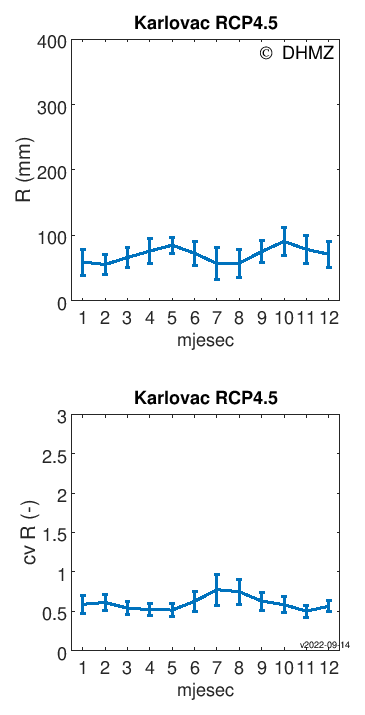 Karlovac RCP4.5
© DHMZ
400
300
200
100
0
R (mm)
1 2 3 4 5 6 7 8 9 10 11 12
mjesec
Karlovac RCP4.5
3
2.5
2
1.5
1
0.5
0
cv R (-)
v2022-09-14
1 2 3 4 5 6 7 8 9 10 11 12
mjesec